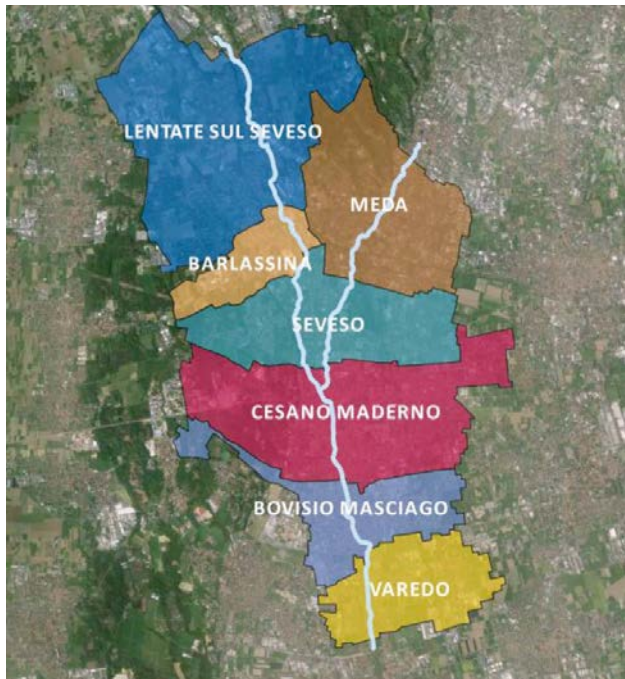 LENTATE SUL SEVESO
MEDA
BARLASSINA
SEVESO
CESANO MADERNO
BOVISIO MASCIAGO
VAREDO